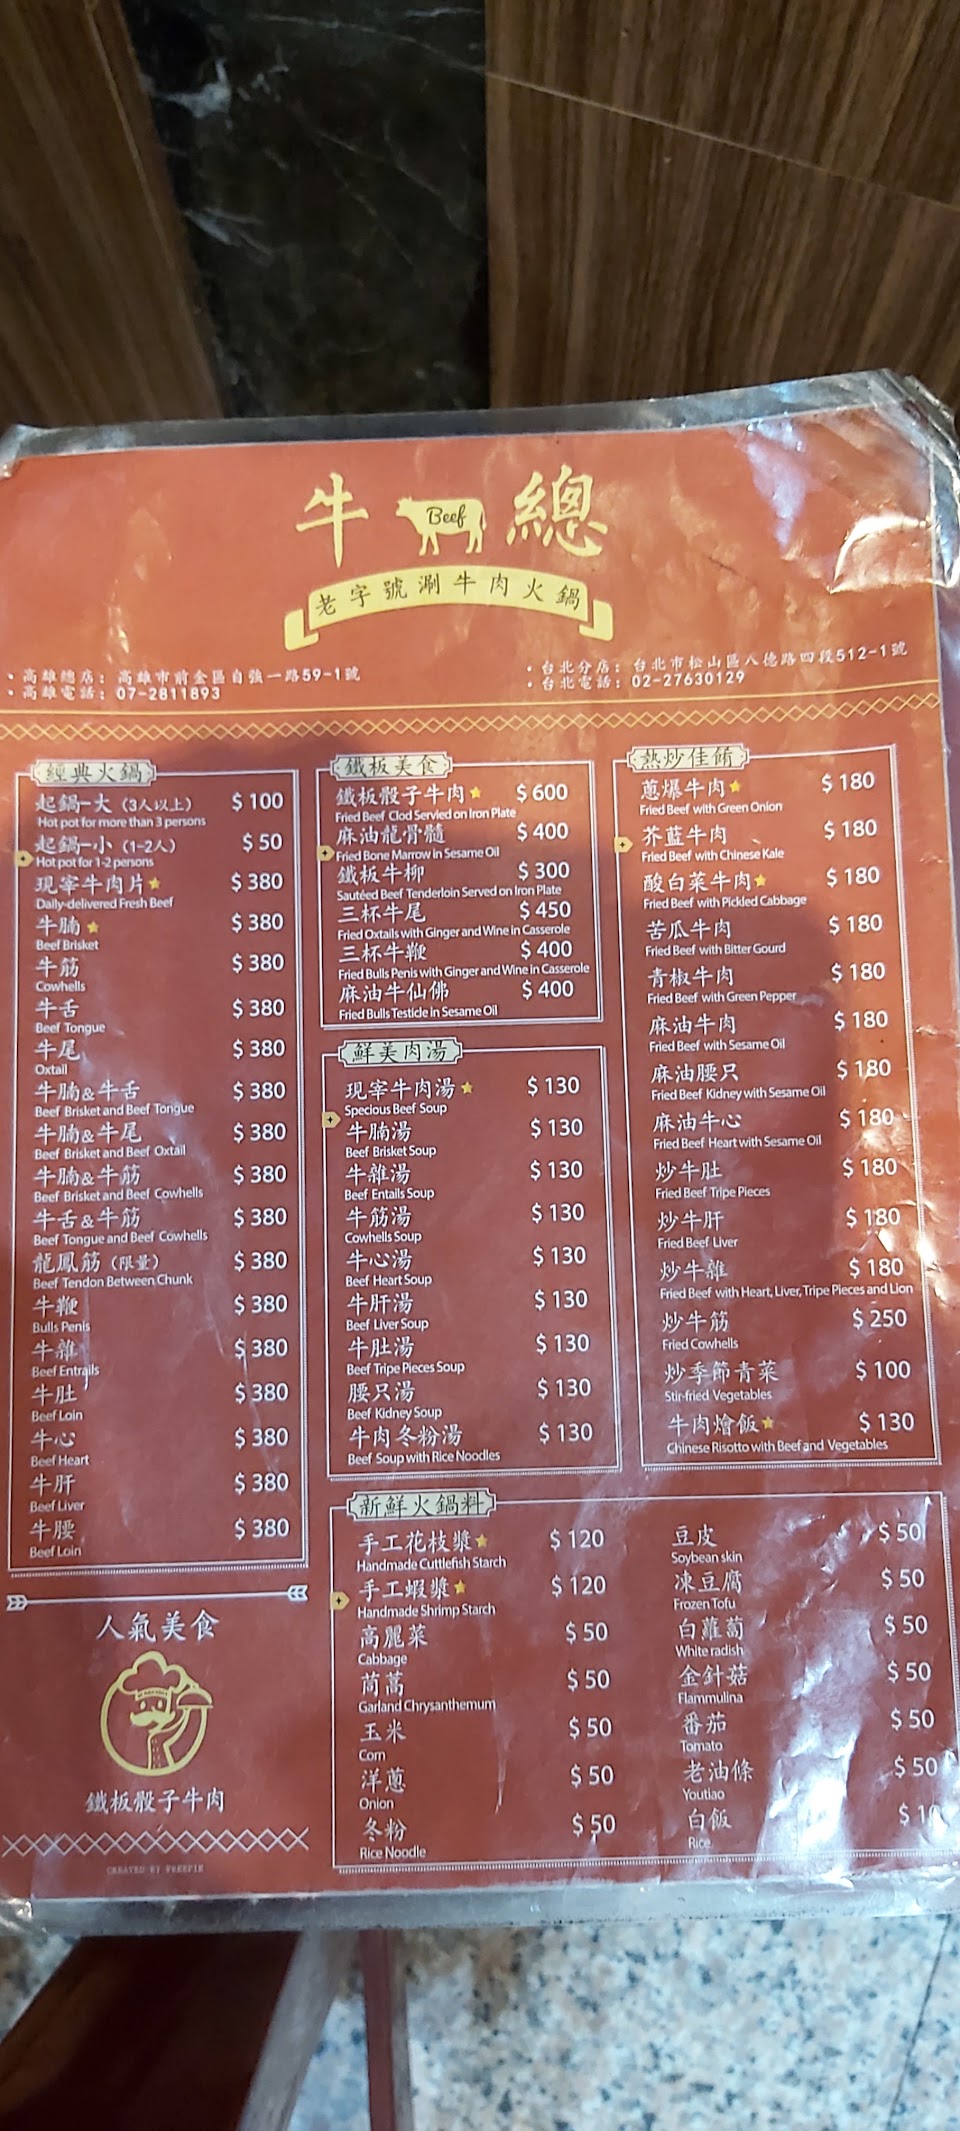 牛 Beef 總
老字號涮牛肉火鍋
• 高雄總店: 高雄市前金區自強一路59-1號
• 高雄電話: 07-2811893
• 台北分店: 台北市松山區八德路四段512-1號
• 台北電話: 02-27630129
經典火鍋
起鍋-大 (3人以上) $ 100
Hot pot for more than 3 persons
起鍋-小 (1-2人) $ 50
Hot pot for 1-2 persons
現宰牛肉片★ $ 380
Daily-delivered Fresh Beef
牛腩★ $ 380
Beef Brisket
牛筋 $ 380
Cowhells
牛舌 $ 380
Beef Tongue
牛尾 $ 380
Oxtail
牛腩&牛舌 $ 380
Beef Brisket and Beef Tongue
牛腩&牛尾 $ 380
Beef Brisket and Beef Oxtail
牛腩&牛筋 $ 380
Beef Brisket and Beef Cowhells
牛舌&牛筋 $ 380
Beef Tongue and Beef Cowhells
龍鳳筋 (限量) $ 380
Beef Tendon Between Chunk
牛鞭 $ 380
Bulls Penis
牛雜 $ 380
Beef Entrails
牛肚 $ 380
Beef Loin
牛心 $ 380
Beef Heart
牛肝 $ 380
Beef Liver
牛腰 $ 380
Beef Loin
人氣美食
鐵板骰子牛肉
CREATED BY
鐵板美食
鐵板骰子牛肉★ $ 600
Fried Beef Clod Servied on Iron Plate
麻油龍骨髓 $ 400
Fried Bone Marrow in Sesame Oil
鐵板牛柳 $ 300
Sautéed Beef Tenderloin Served on Iron Plate
三杯牛尾 $ 450
Fried Oxtails with Ginger and Wine in Casserole
三杯牛鞭 $ 400
Fried Bulls Penis with Ginger and Wine in Casserole
麻油牛仙佛 $ 400
Fried Bulls Testicle in Sesame Oil
鮮美肉湯
現宰牛肉湯★ $ 130
Specious Beef Soup
牛腩湯 $ 130
Beef Brisket Soup
牛雜湯 $ 130
Beef Entails Soup
牛筋湯 $ 130
Cowhells Soup
牛心湯 $ 130
Beef Heart Soup
牛肝湯 $ 130
Beef Liver Soup
牛肚湯 $ 130
Beef Tripe Pieces Soup
腰只湯 $ 130
Beef Kidney Soup
牛肉冬粉湯 $ 130
Beef Soup with Rice Noodles
熱炒佳餚
蔥爆牛肉★ $ 180
Fried Beef with Green Onion
芥藍牛肉 $ 180
Fried Beef with Chinese Kale
酸白菜牛肉★ $ 180
Fried Beef with Pickled Cabbage
苦瓜牛肉 $ 180
Fried Beef with Bitter Gourd
青椒牛肉 $ 180
Fried Beef with Green Pepper
麻油牛肉 $ 180
Fried Beef with Sesame Oil
麻油腰只 $ 180
Fried Beef Kidney with Sesame Oil
麻油牛心 $ 180
Fried Beef Heart with Sesame Oil
炒牛肚 $ 180
Fried Beef Tripe Pieces
炒牛肝 $ 180
Fried Beef Liver
炒牛雜 $ 180
Fried Beef with Heart, Liver, Tripe Pieces and Lion
炒牛筋 $ 250
Fried Cowhells
炒季節青菜 $ 100
Stir-fried Vegetables
牛肉燴飯★ $ 130
Chinese Risotto with Beef and Vegetables
新鮮火鍋料
手工花枝漿★ $ 120
Handmade Cuttlefish Starch
手工蝦漿★ $ 120
Handmade Shrimp Starch
高麗菜 $ 50
Cabbage
茼蒿 $ 50
Garland Chrysanthemum
玉米 $ 50
Corn
洋蔥 $ 50
Onion
冬粉 $ 50
Rice Noodle
豆皮 $ 50
Soybean skin
凍豆腐 $ 50
Frozen Tofu
白蘿蔔 $ 50
White radish
金針菇 $ 50
Flammulina
番茄 $ 50
Tomato
老油條 $ 50
Youtiao
白飯 $ 10
Rice